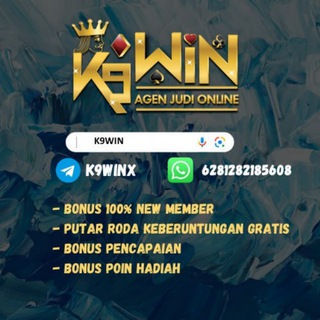 K9WIN
AGEN JUDI ONLINE
K9WIN
K9WINX
6281282185608
- BONUS 100% NEW MEMBER
- PUTAR RODA KEBERUNTUNGAN GRATIS
- BONUS PENCAPAIAN
- BONUS POIN HADIAH